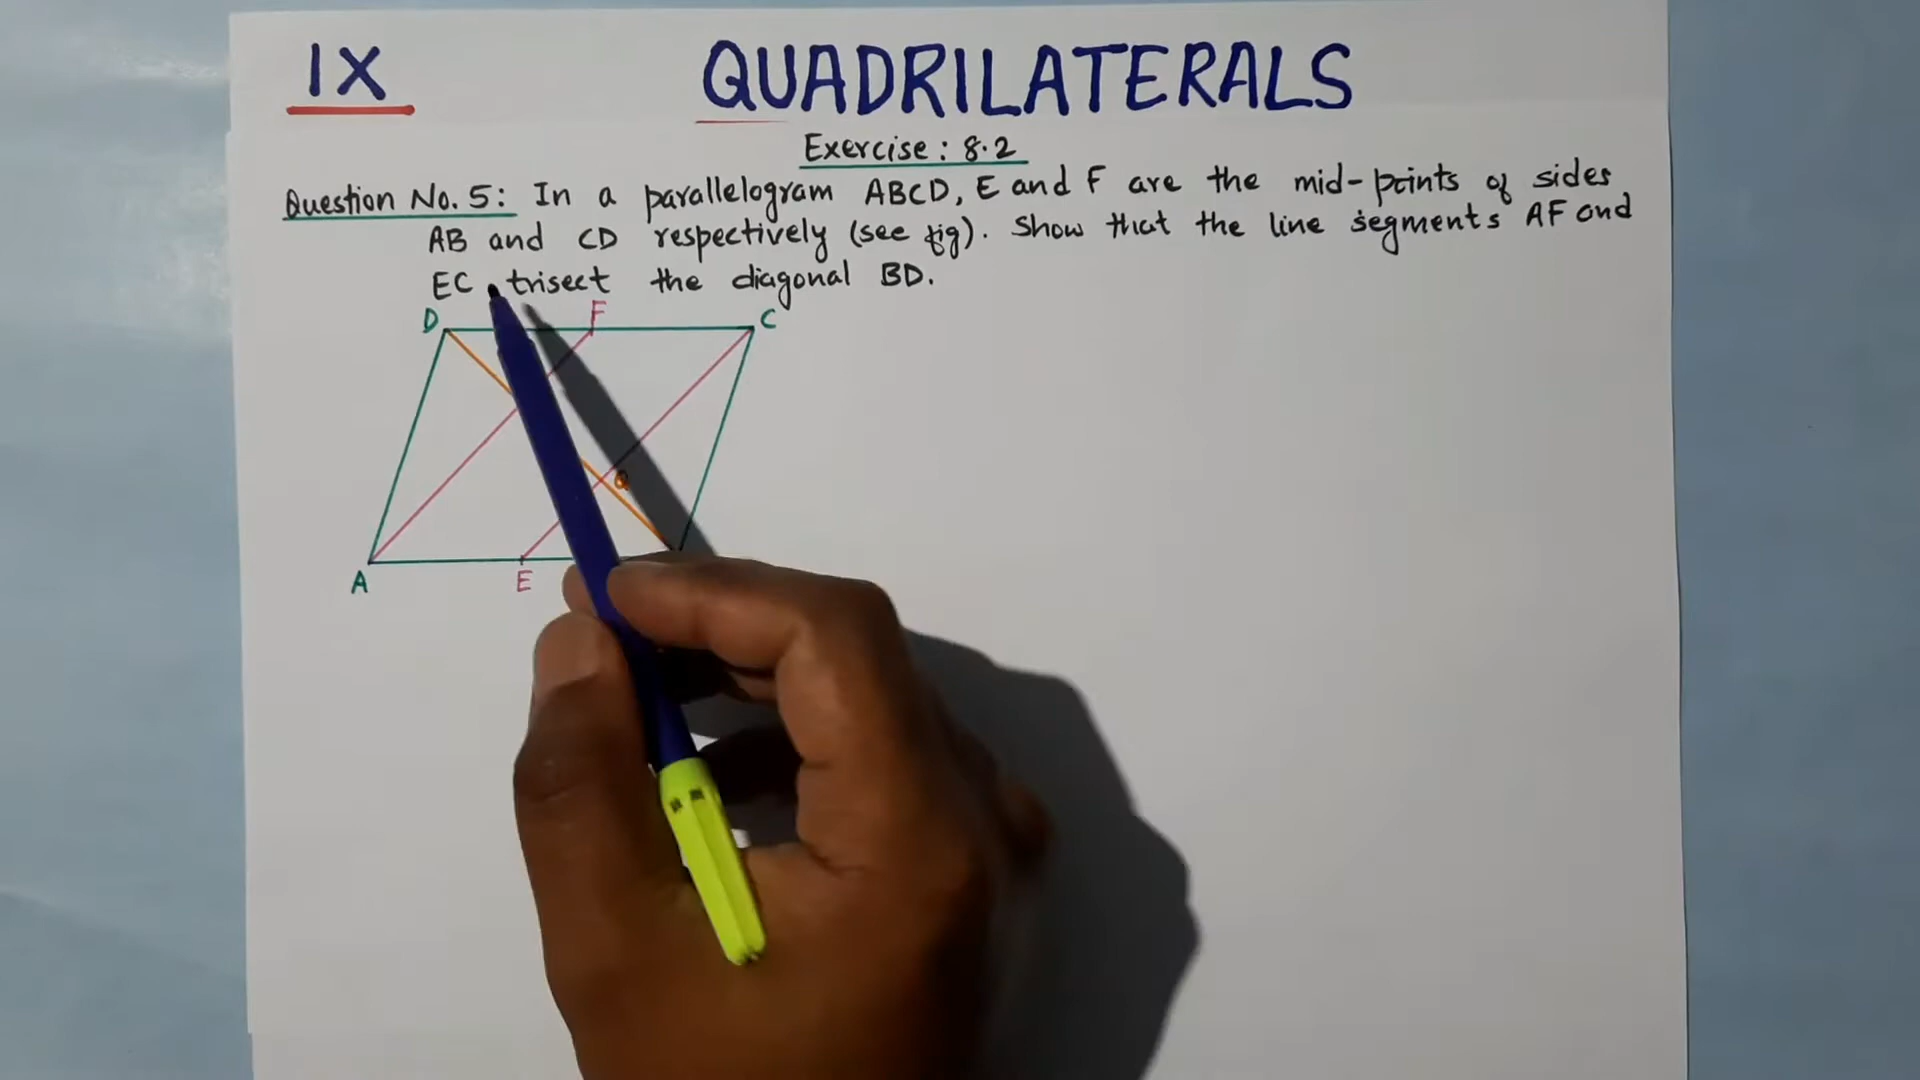 IX
QUADRILATERALS
Exercise: 8.2
Question No. 5: In a parallelogram ABCD, E and F are the mid-points of sides
AB and CD respectively (see fig). Show that the line segments AF and
EC trisect the diagonal BD.
D F C
Q
A E